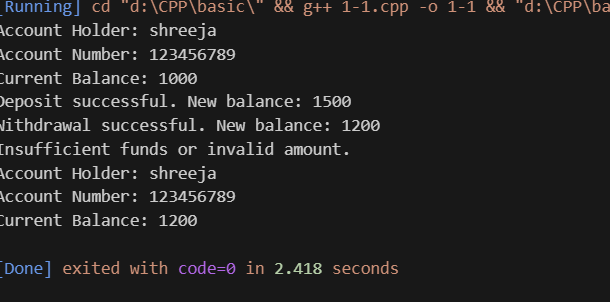 [Running] cd "d:\CPP\basic\" && g++ 1-1.cpp -o 1-1 && "d:\CPP\ba
Account Holder: shreeja
Account Number: 123456789
Current Balance: 1000
Deposit successful. New balance: 1500
Withdrawal successful. New balance: 1200
Insufficient funds or invalid amount.
Account Holder: shreeja
Account Number: 123456789
Current Balance: 1200
[Done] exited with code=0 in 2.418 seconds